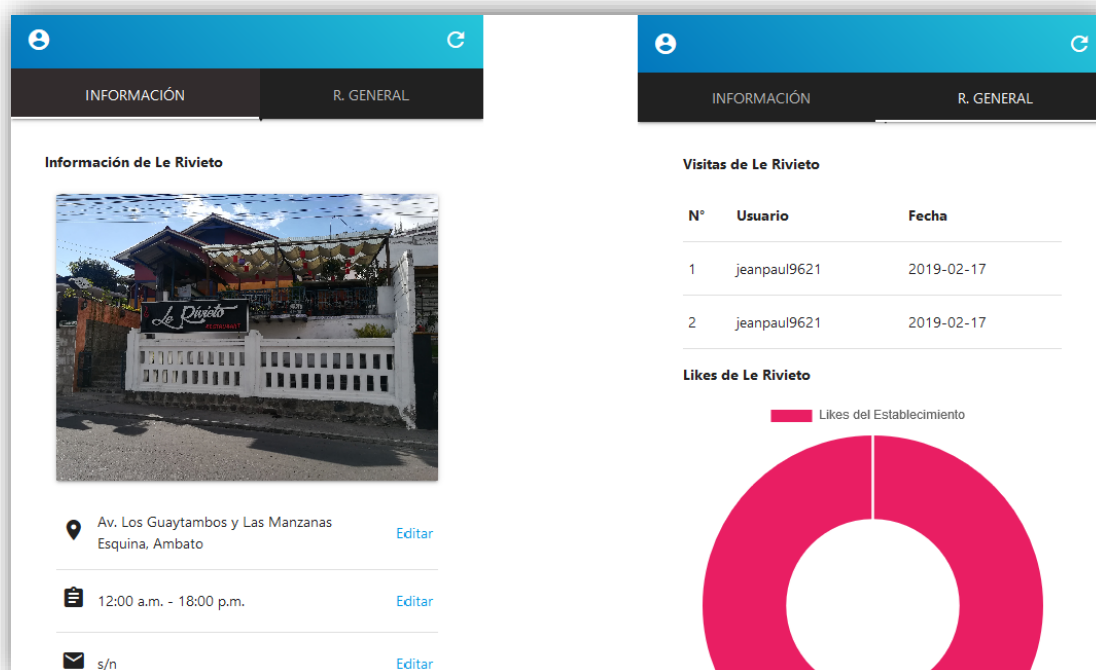 INFORMACIÓN
R. GENERAL
Información de Le Rivieto
Le Rivieto
RESTAURANT
Av. Los Guaytambos y Las Manzanas
Esquina, Ambato
Editar
12:00 a.m. - 18:00 p.m.
Editar
s/n
Editar
INFORMACIÓN
R. GENERAL
Visitas de Le Rivieto
N° Usuario Fecha
1 jeanpaul9621 2019-02-17
2 jeanpaul9621 2019-02-17
Likes de Le Rivieto
Likes del Establecimiento